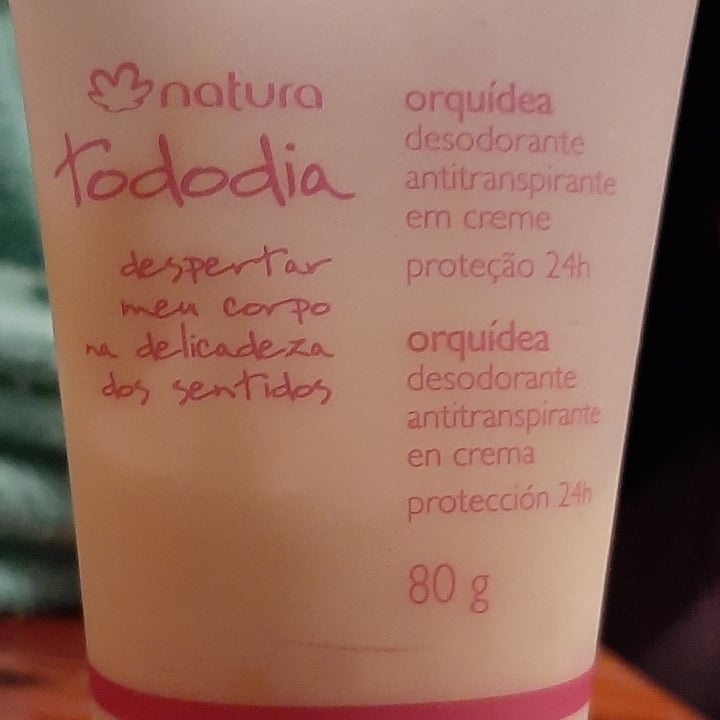 natura
tododia
despertar
meu corpo
na delicadeza
dos sentidos
orquídea
desodorante
antitranspirante
em creme
proteção 24h
orquídea
desodorante
antitranspirante
en crema
protección 24h
80 g